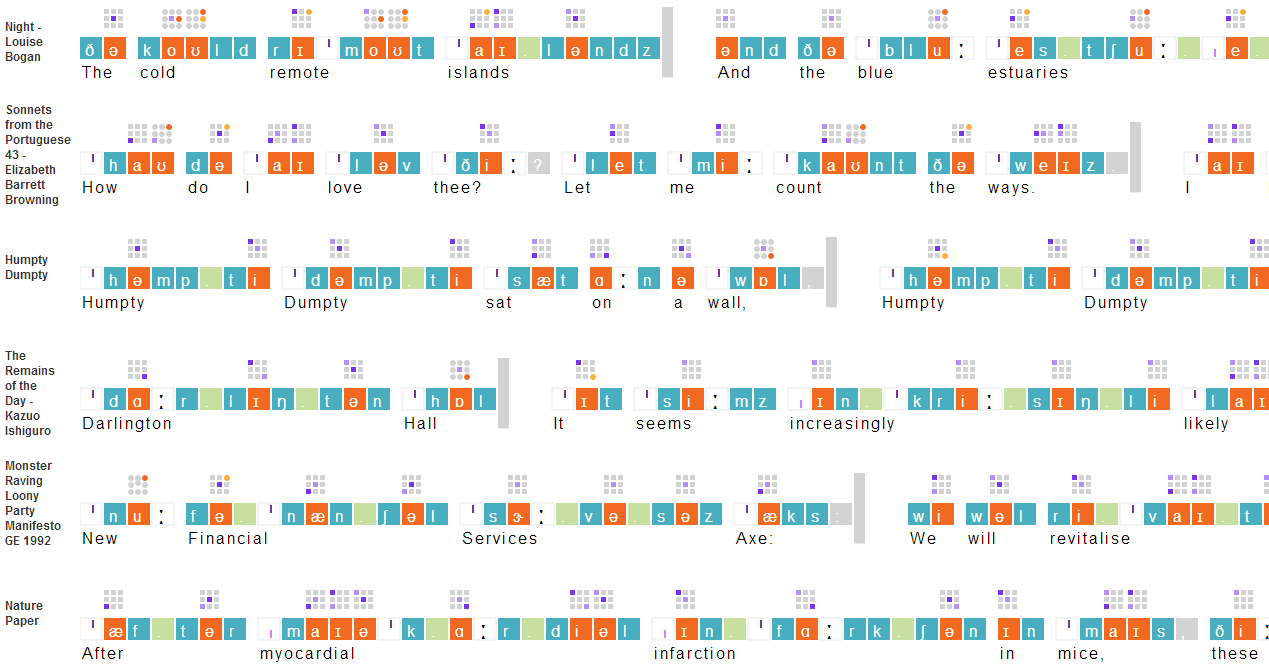 Night -
Louise
Bogan
ð ə k o ʊ l d r ɪ ˈ m o ʊ t ˈ a ɪ . l ə n d z ə n d ð ə ˈ b l u ː ˈ e s . t ʃ u ː . ˌ e .
The cold remote islands And the blue estuaries
Sonnets
from the
Portuguese
43 -
Elizabeth
Barrett
Browning
ˈ h a ʊ d ə ˈ a ɪ ˈ l ə v ˈ ð i ː ? ˈ l e t ˈ m i ː ˈ k a ʊ n t ð ə ˈ w e ɪ z . ˈ a ɪ
How do I love thee? Let me count the ways. I
Humpty
Dumpty
ˈ h ə m p . t i ˈ d ə m p . t i ˈ s æ t ɑ ː n ə ˈ w ɒ l , ˈ h ə m p . t i ˈ d ə m p . t i
Humpty Dumpty sat on a wall, Humpty Dumpty
The
Remains
of the
Day -
Kazuo
Ishiguro
ˈ d ɑ ː r . l ɪ ŋ . t ə n ˈ h ɒ l ˈ ɪ t ˈ s i ː m z ˌ ɪ n . ˈ k r i ː . s ɪ ŋ . l i ˈ l a ɪ
Darlington Hall It seems increasingly likely
Monster
Raving
Loony
Party
Manifesto
GE 1992
ˈ n u ː f ə . ˈ n æ n . ʃ ə l ˈ s ɝ ː . v ə . s ə z ˈ æ k s : w i w ə l r i . ˈ v a ɪ . t
New Financial Services Axe: We will revitalise
Nature
Paper
ˈ æ f . t ə r ˌ m a ɪ ə ˈ k . ɑ ː r . d i ə l ˌ ɪ n . ˈ f ɑ ː r k . ʃ ə n ɪ n ˈ m a ɪ s , ð i ː
After myocardial infarction in mice, these